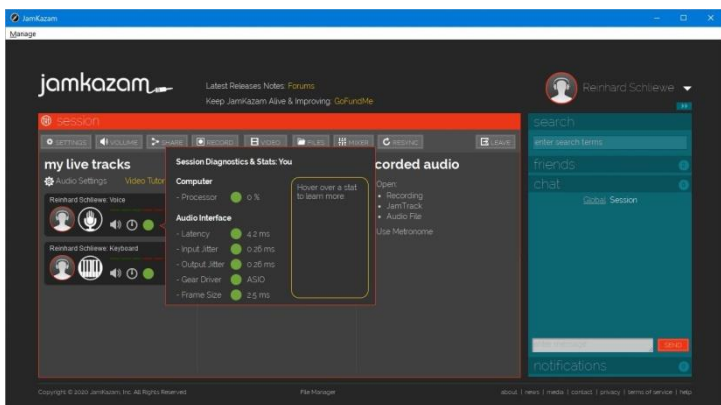 JamKazam
Manage
jamkazam
Latest Releases Notes: Forums
Keep JamKazam Alive & Improving: GoFundMe
Reinhard Schliewe
session
SETTINGS VOLUME SHARE RECORD VIDEO FILES MIXER RESYNC LEAVE
my live tracks
Audio Settings Video Tutor
Reinhard Schliewe: Voice
Reinhard Schliewe: Keyboard
Session Diagnostics & Stats: You
Computer
- Processor 0 %
Audio Interface
- Latency 4.2 ms
- Input Jitter 0.26 ms
- Output Jitter 0.26 ms
- Gear Driver ASIO
- Frame Size 2.5 ms
Hover over a stat
to learn more
corded audio
Open:
• Recording
• JamTrack
• Audio File
Use Metronome
search
enter search terms
friends
chat
Global Session
SEND
notifications
Copyright © 2020 JamKazam, Inc. All Rights Reserved
File Manager
about | news | media | contact | privacy | terms of service | help